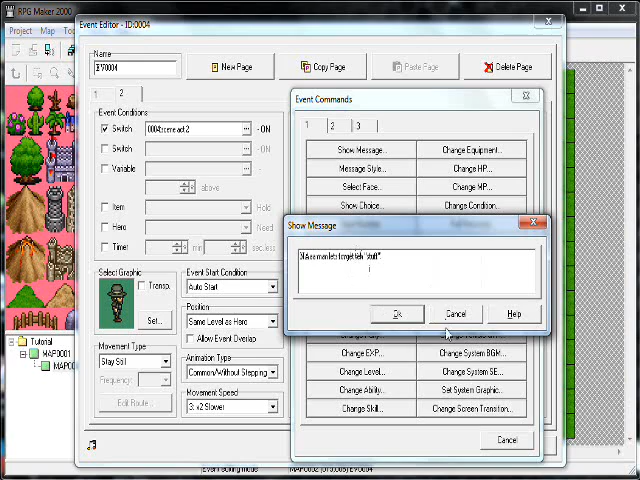 RPG Maker 2000
Project Map
Event Editor - ID:0004
Name
EV0004
New Page
Copy Page
Paste Page
Delete Page
1 2
Event Conditions
Switch 0004:scene act 2 ... -ON
Switch ... -ON
Variable ... -
above
Item Hold
Hero Need
Timer min sec.less
Select Graphic
Transp.
Set...
Event Start Condition
Auto Start
Position
Same Level as Hero
Allow Event Overlap
Movement Type
Stay Still
Frequency:
Edit Route...
Animation Type
Common/Without Stepping
Movement Speed
3: x2 Slower
Tutorial
MAP0001
Event Commands
1 2 3
Show Message... Change Equipment...
Message Style... Change HP...
Select Face... Change MP...
Show Choice... Change Condition...
Show Message
Ok Cancel Help
Change EXP... Change System BGM...
Change Level... Change System SE...
Change Ability... Set System Graphic...
Change Skill... Change Screen Transition...
Cancel